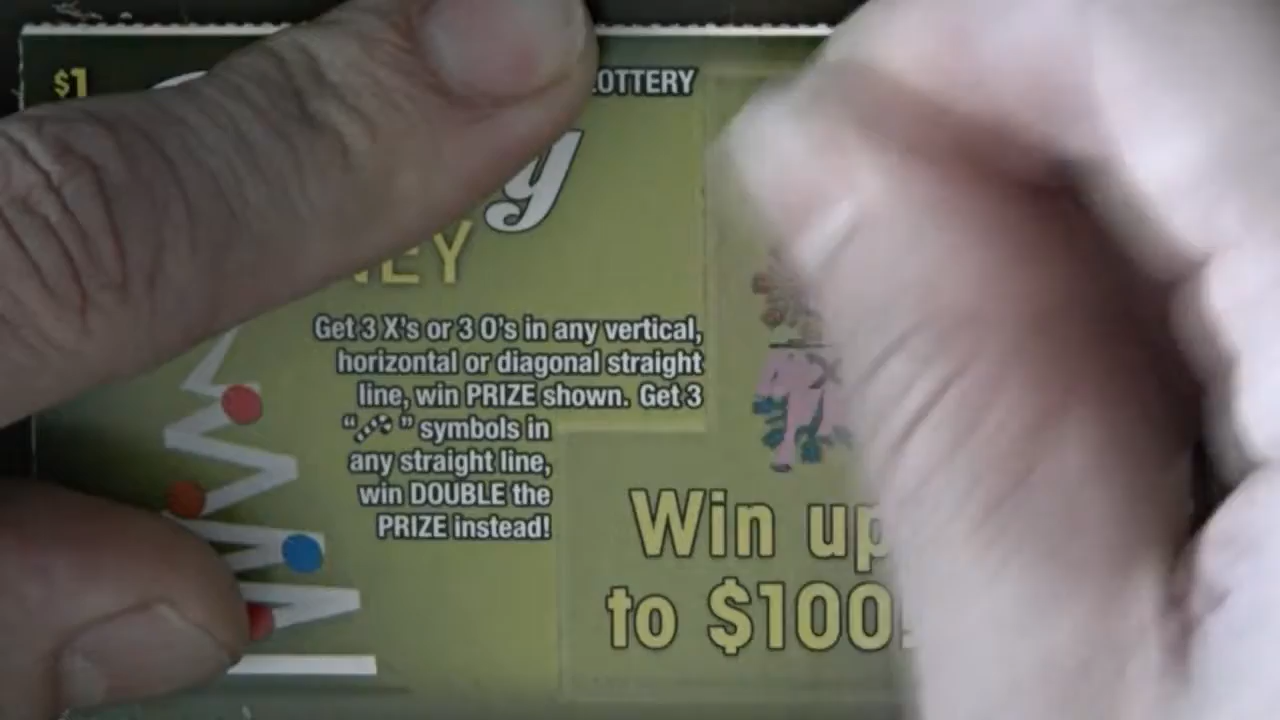 $1
LOTTERY
Get 3 X's or 3 O's in any vertical,
horizontal or diagonal straight
line, win PRIZE shown. Get 3
" " symbols in
any straight line,
win DOUBLE the
PRIZE instead!
Win up
to $100